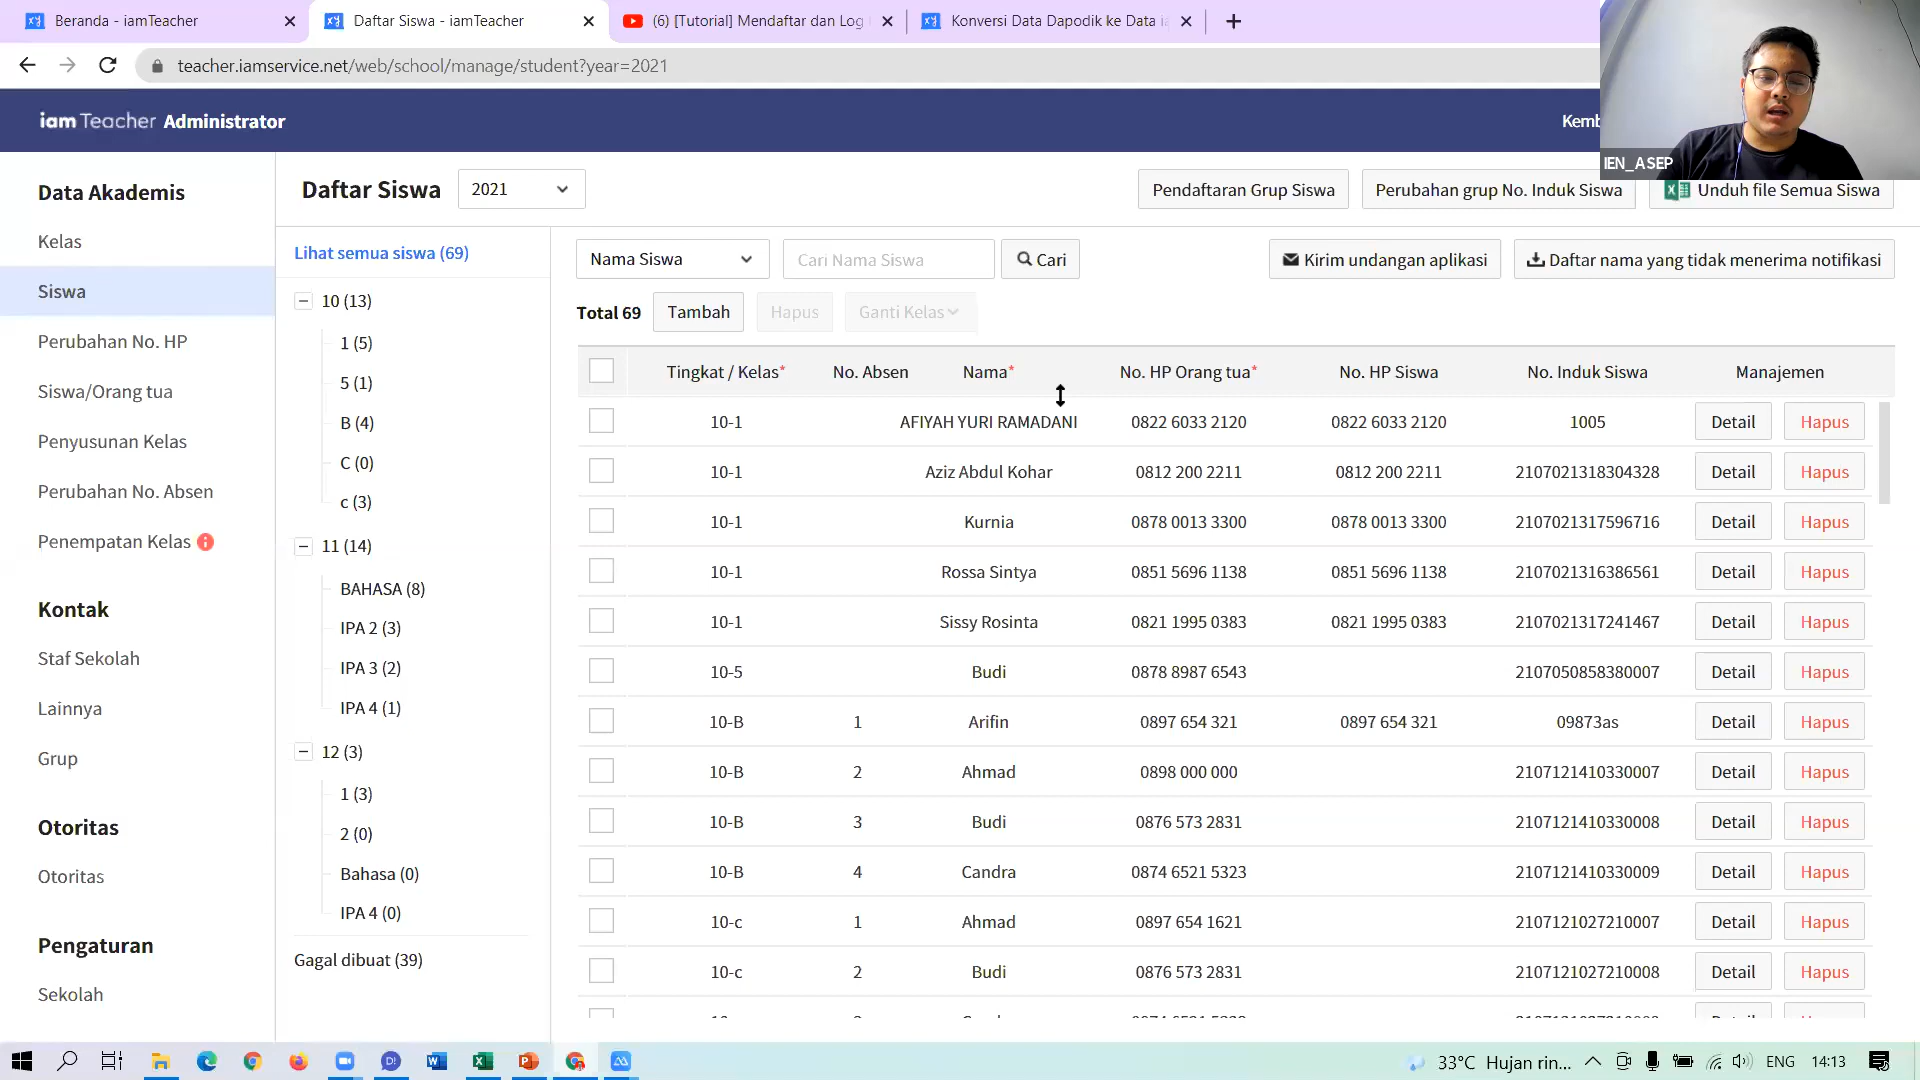 Beranda - iamTeacher
Daftar Siswa - iamTeacher
(6) [Tutorial] Mendaftar dan Log
Konversi Data Dapodik ke Data
teacher.iamservice.net/web/school/manage/student?year=2021
IEN_ASEP
iam Teacher Administrator
Kemb
Data Akademis
Kelas
Siswa
Perubahan No. HP
Siswa/Orang tua
Penyusunan Kelas
Perubahan No. Absen
Penempatan Kelas
Kontak
Staf Sekolah
Lainnya
Grup
Otoritas
Otoritas
Pengaturan
Sekolah
Daftar Siswa
2021
Pendaftaran Grup Siswa
Perubahan grup No. Induk Siswa
Unduh file Semua Siswa
Lihat semua siswa (69)
10 (13)
1 (5)
5 (1)
B (4)
C (0)
c (3)
11 (14)
BAHASA (8)
IPA 2 (3)
IPA 3 (2)
IPA 4 (1)
12 (3)
1 (3)
2 (0)
Bahasa (0)
IPA 4 (0)
Gagal dibuat (39)
Nama Siswa
Cari Nama Siswa
Cari
Kirim undangan aplikasi
Daftar nama yang tidak menerima notifikasi
Total 69
Tambah
Hapus
Ganti Kelas
Tingkat / Kelas* No. Absen Nama* No. HP Orang tua* No. HP Siswa No. Induk Siswa Manajemen
10-1 AFIYAH YURI RAMADANI 0822 6033 2120 0822 6033 2120 1005 Detail Hapus
10-1 Aziz Abdul Kohar 0812 200 2211 0812 200 2211 2107021318304328 Detail Hapus
10-1 Kurnia 0878 0013 3300 0878 0013 3300 2107021317596716 Detail Hapus
10-1 Rossa Sintya 0851 5696 1138 0851 5696 1138 2107021316386561 Detail Hapus
10-1 Sissy Rosinta 0821 1995 0383 0821 1995 0383 2107021317241467 Detail Hapus
10-5 Budi 0878 8987 6543 2107050858380007 Detail Hapus
10-B 1 Arifin 0897 654 321 0897 654 321 09873as Detail Hapus
10-B 2 Ahmad 0898 000 000 2107121410330007 Detail Hapus
10-B 3 Budi 0876 573 2831 2107121410330008 Detail Hapus
10-B 4 Candra 0874 6521 5323 2107121410330009 Detail Hapus
10-c 1 Ahmad 0897 654 1621 2107121027210007 Detail Hapus
10-c 2 Budi 0876 573 2831 2107121027210008 Detail Hapus
33°C Hujan rin...
ENG
14:13